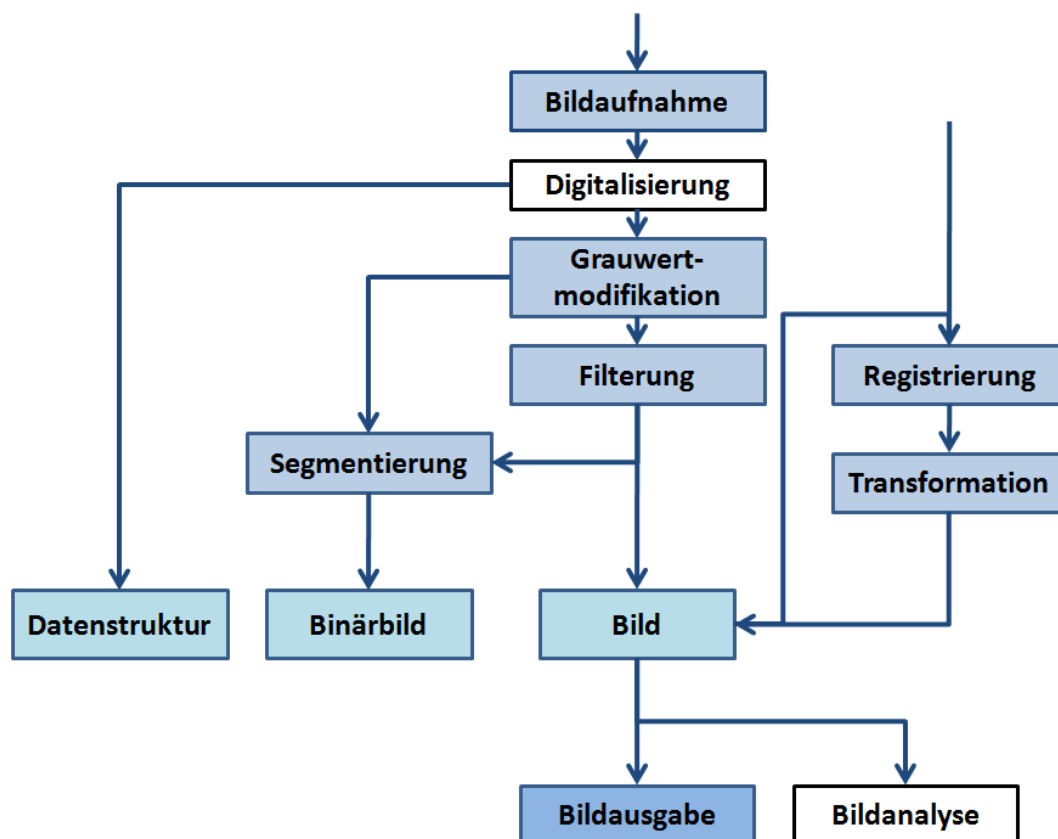 Bildaufnahme
Digitalisierung
Grauwert-
modifikation
Filterung
Registrierung
Segmentierung
Transformation
Datenstruktur
Binärbild
Bild
Bildausgabe
Bildanalyse